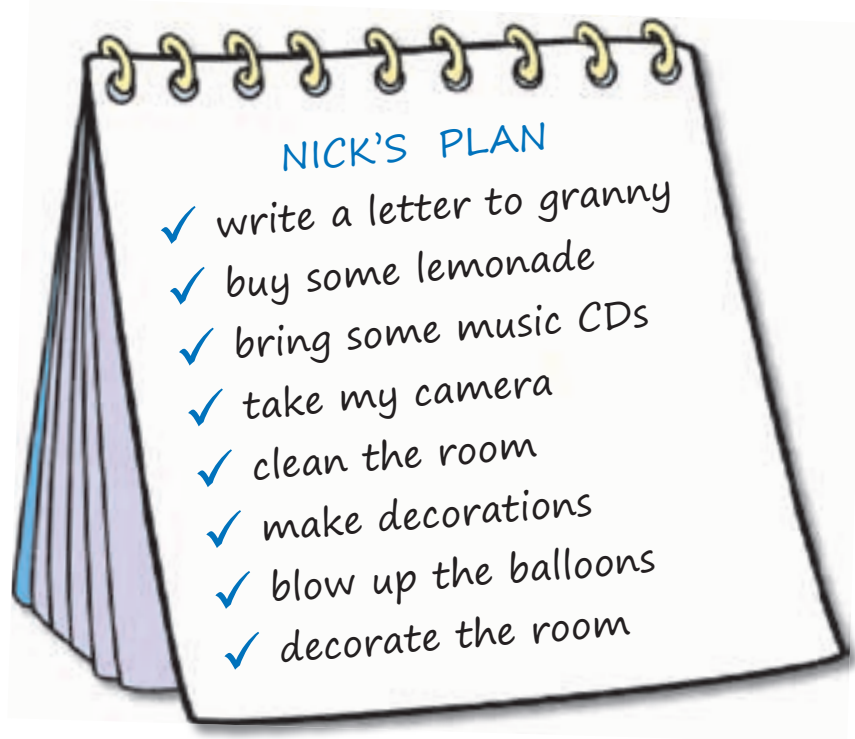 NICK'S PLAN
write a letter to granny
buy some lemonade
bring some music CDs
take my camera
clean the room
make decorations
blow up the balloons
decorate the room